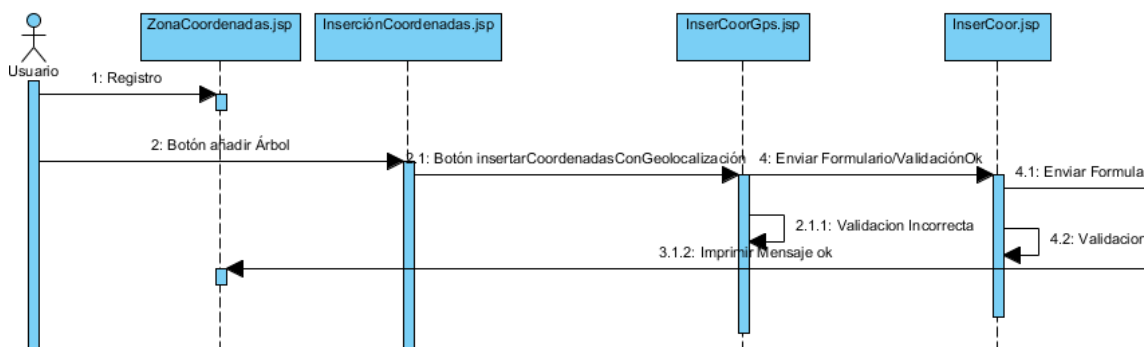 ZonaCoordenadas.jsp
InserciónCoordenadas.jsp
InserCoorGps.jsp
InserCoor.jsp
Usuario
1: Registro
2: Botón añadir Árbol
2.1: Botón insertarCoordenadasConGeolocalización
4: Enviar Formulario/ValidaciónOk
4.1: Enviar Formula
2.1.1: Validacion Incorrecta
4.2: Validacion
3.1.2: Imprimir Mensaje ok